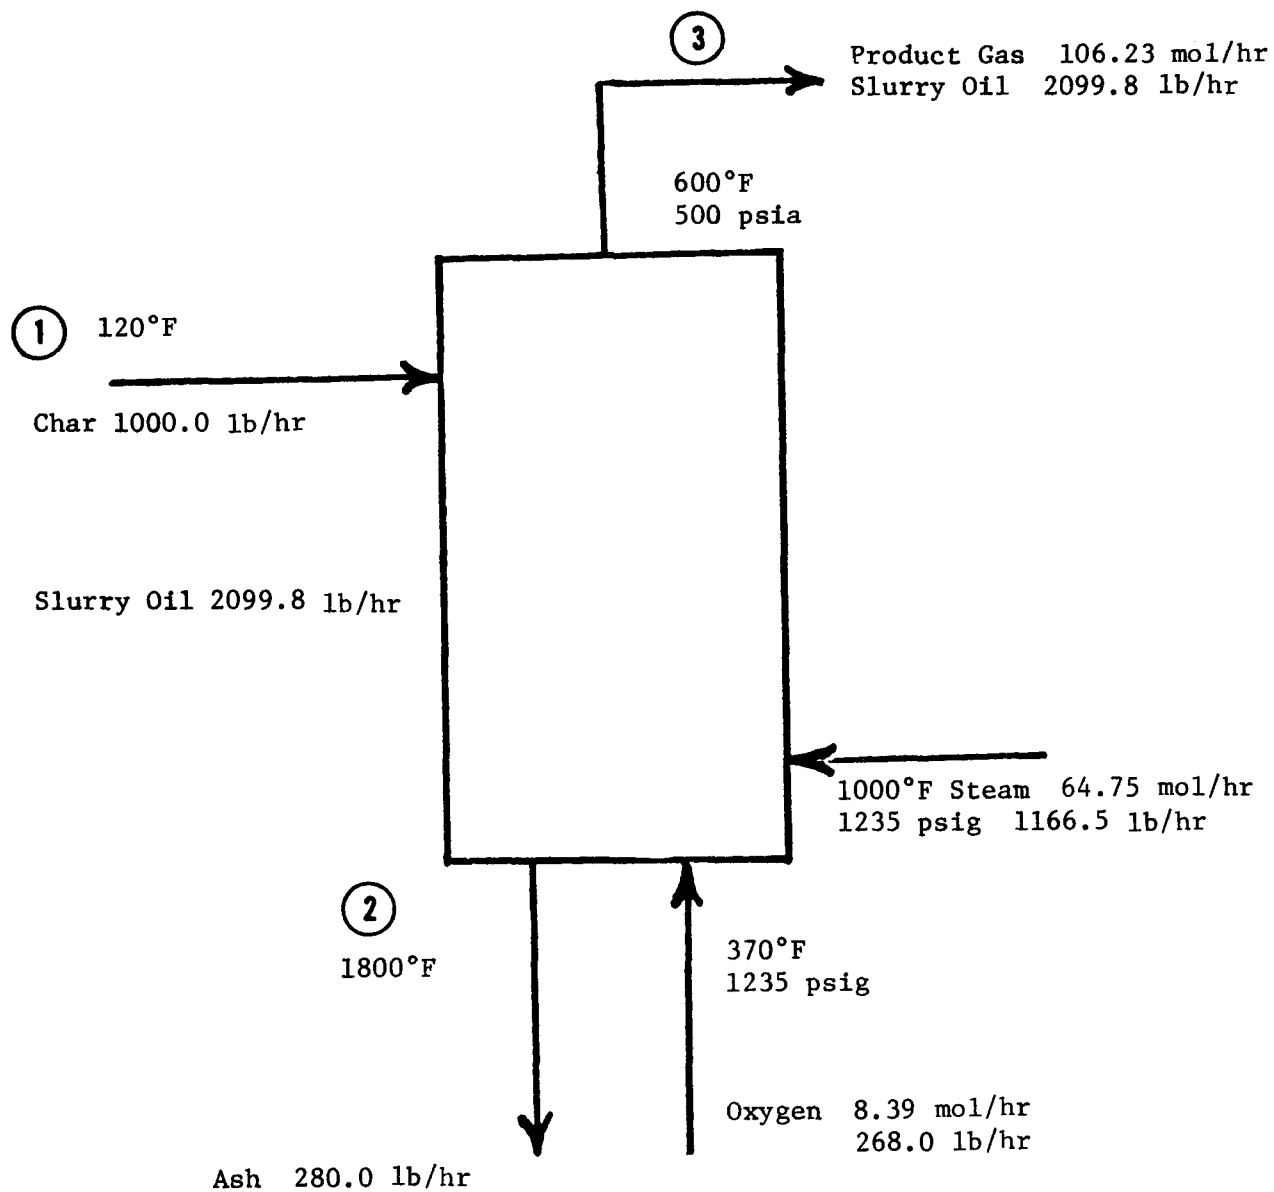 3
Product Gas 106.23 mol/hr
Slurry Oil 2099.8 lb/hr
600°F
500 psia
1 120°F
Char 1000.0 lb/hr
Slurry Oil 2099.8 lb/hr
1000°F Steam 64.75 mol/hr
1235 psig 1166.5 lb/hr
2
1800°F
370°F
1235 psig
Oxygen 8.39 mol/hr
268.0 lb/hr
Ash 280.0 lb/hr